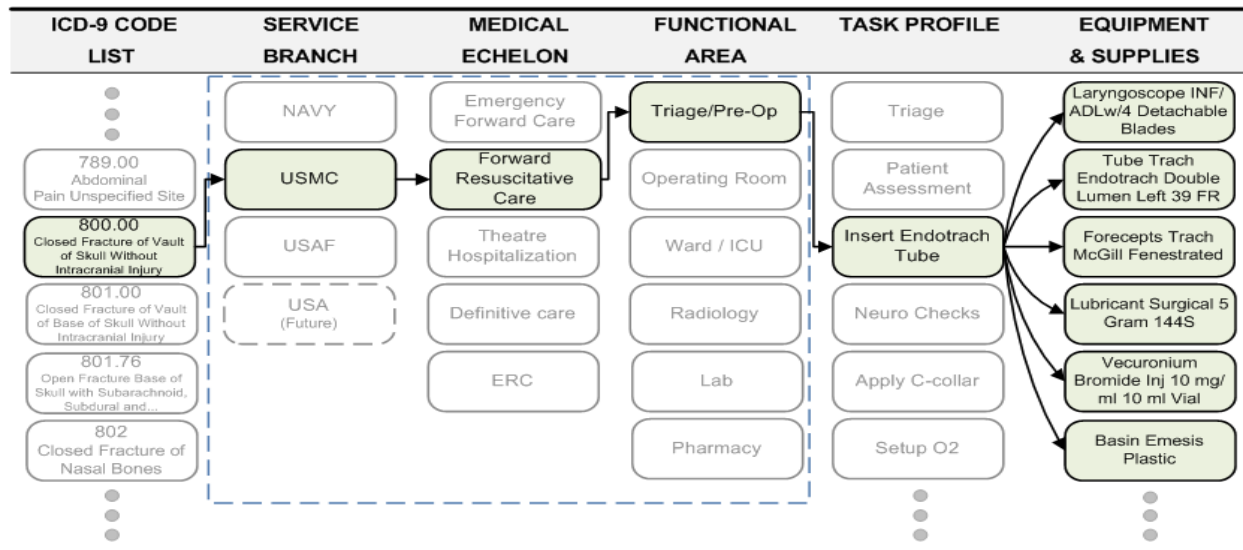 ICD-9 CODE
LIST
SERVICE
BRANCH
MEDICAL
ECHELON
FUNCTIONAL
AREA
TASK PROFILE
EQUIPMENT
& SUPPLIES
789.00
Abdominal
Pain Unspecified Site
800.00
Closed Fracture of Vault
of Skull Without
Intracranial Injury
801.00
Closed Fracture of Vault
of Base of Skull Without
Intracranial Injury
801.76
Open Fracture Base of
Skull with Subarachnoid,
Subdural and...
802
Closed Fracture of
Nasal Bones
NAVY
USMC
USAF
USA
(Future)
Emergency
Forward Care
Forward
Resuscitative
Care
Theatre
Hospitalization
Definitive care
ERC
Triage/Pre-Op
Operating Room
Ward / ICU
Radiology
Lab
Pharmacy
Triage
Patient
Assessment
Insert Endotrach
Tube
Neuro Checks
Apply C-collar
Setup O2
Laryngoscope INF/
ADLw/4 Detachable
Blades
Tube Trach
Endotrach Double
Lumen Left 39 FR
Forecepts Trach
McGill Fenestrated
Lubricant Surgical 5
Gram 144S
Vecuronium
Bromide Inj 10 mg/
ml 10 ml Vial
Basin Emesis
Plastic